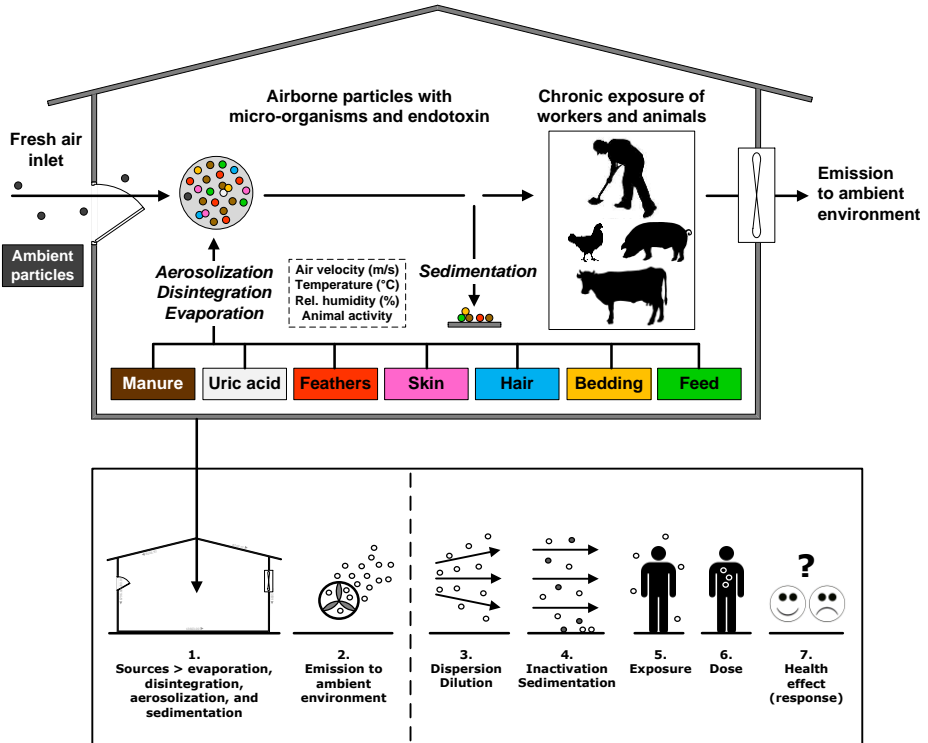 Airborne particles with
micro-organisms and endotoxin
Chronic exposure of
workers and animals
Fresh air
inlet
Emission
to ambient
environment
Ambient
particles
Aerosolization
Disintegration
Evaporation
Air velocity (m/s)
Temperature (°C)
Rel. humidity (%)
Animal activity
Sedimentation
Manure
Uric acid
Feathers
Skin
Hair
Bedding
Feed
?
1.
Sources > evaporation,
disintegration,
aerosolization, and
sedimentation
2.
Emission to
ambient
environment
3.
Dispersion
Dilution
4.
Inactivation
Sedimentation
5.
Exposure
6.
Dose
7.
Health
effect
(response)